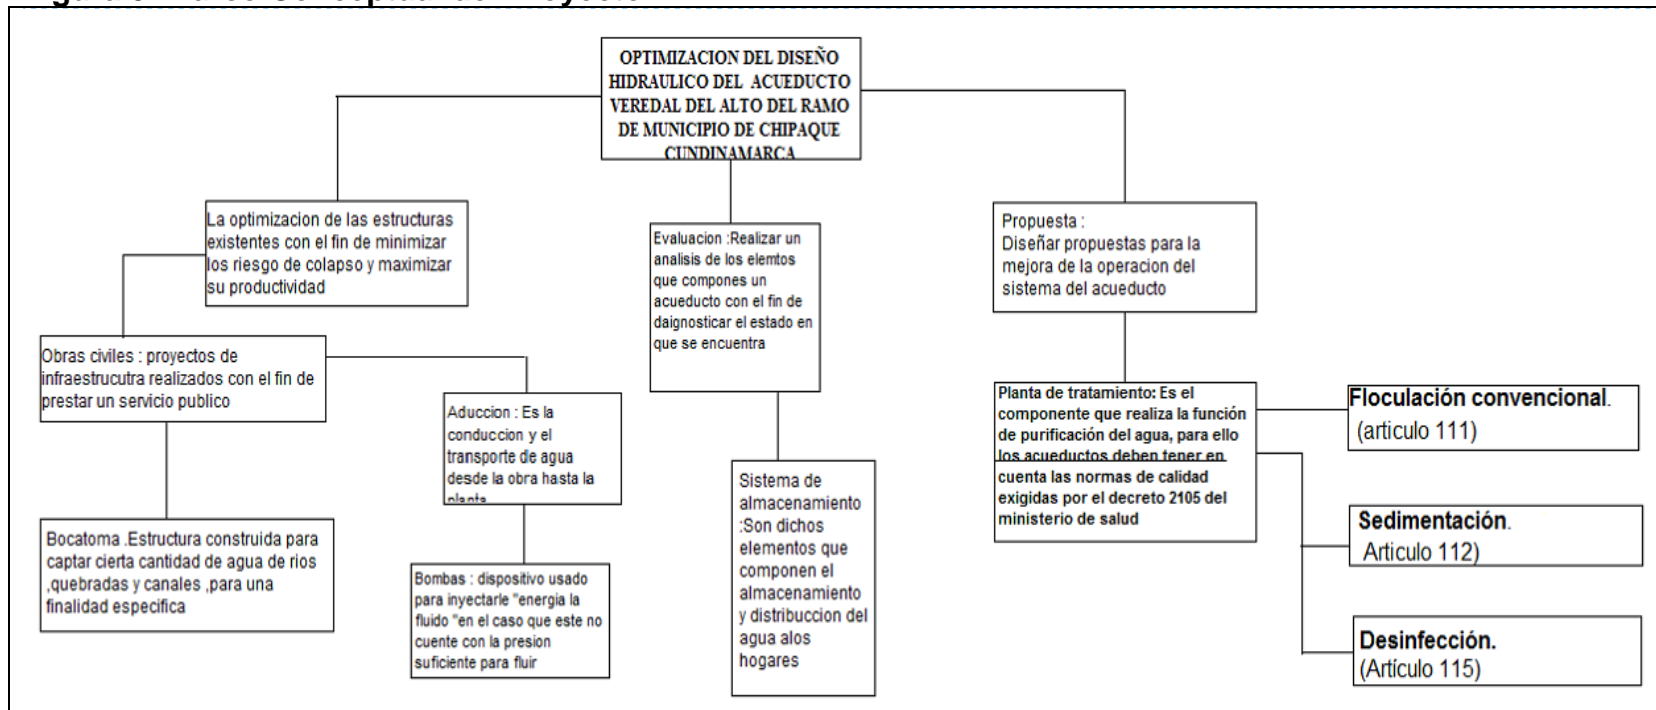 OPTIMIZACION DEL DISEÑO
HIDRAULICO DEL ACUEDUCTO
VEREDAL DEL ALTO DEL RAMO
DE MUNICIPIO DE CHIPAQUE
CUNDINAMARCA
La optimizacion de las estructuras
existentes con el fin de minimizar
los riesgo de colapso y maximizar
su productividad
Obras civiles : proyectos de
infraestrucutra realizados con el fin de
prestar un servicio publico
Bocatoma .Estructura construida para
captar cierta cantidad de agua de rios
,quebradas y canales ,para una
finalidad especifica
Aduccion : Es la
conduccion y el
transporte de agua
desde la obra hasta la
planta
Bombas : dispositivo usado
para inyectarle "energia la
fluido "en el caso que este no
cuente con la presion
suficiente para fluir
Evaluacion :Realizar un
analisis de los elemtos
que compones un
acueducto con el fin de
daignosticar el estado en
que se encuentra
Sistema de
almacenamiento
:Son dichos
elementos que
componen el
almacenamiento
y distribuccion del
agua alos
hogares
Propuesta :
Diseñar propuestas para la
mejora de la operacion del
sistema del acueducto
Planta de tratamiento: Es el
componente que realiza la función
de purificación del agua, para ello
los acueductos deben tener en
cuenta las normas de calidad
exigidas por el decreto 2105 del
ministerio de salud
Floculación convencional.
(articulo 111)
Sedimentación.
Articulo 112)
Desinfección.
(Artículo 115)